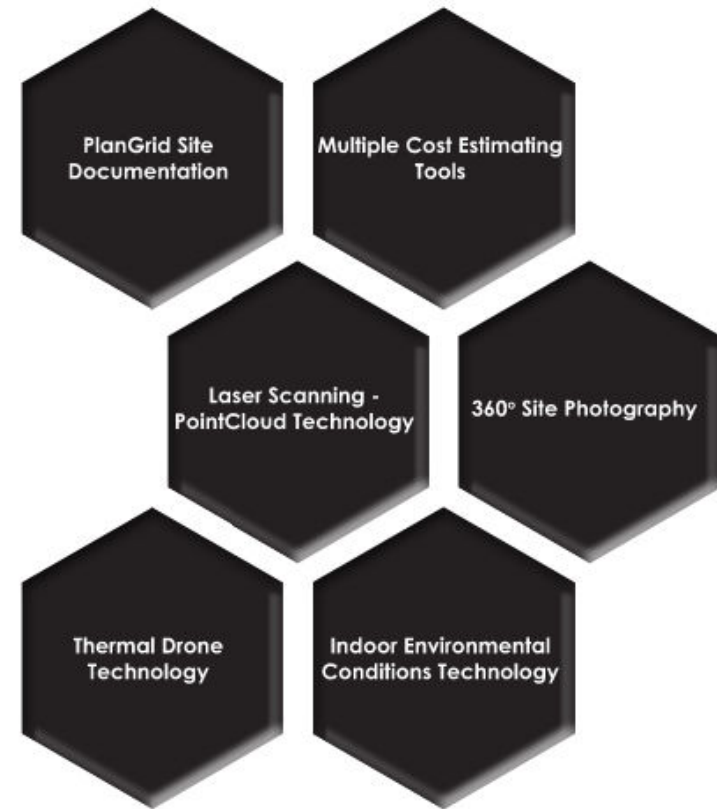 PlanGrid Site
Documentation
Multiple Cost Estimating
Tools
Laser Scanning -
PointCloud Technology
360° Site Photography
Thermal Drone
Technology
Indoor Environmental
Conditions Technology